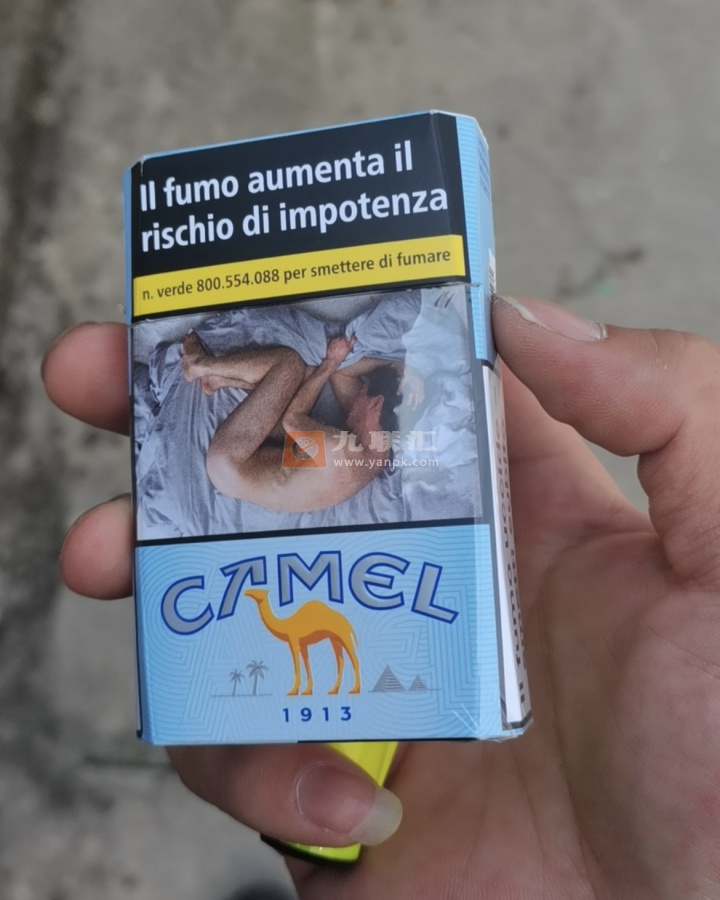 Il fumo aumenta il
rischio di impotenza
n. verde 800.554.088 per smettere di fumare
九联汇
www.yanpk.com
CAMEL
1913